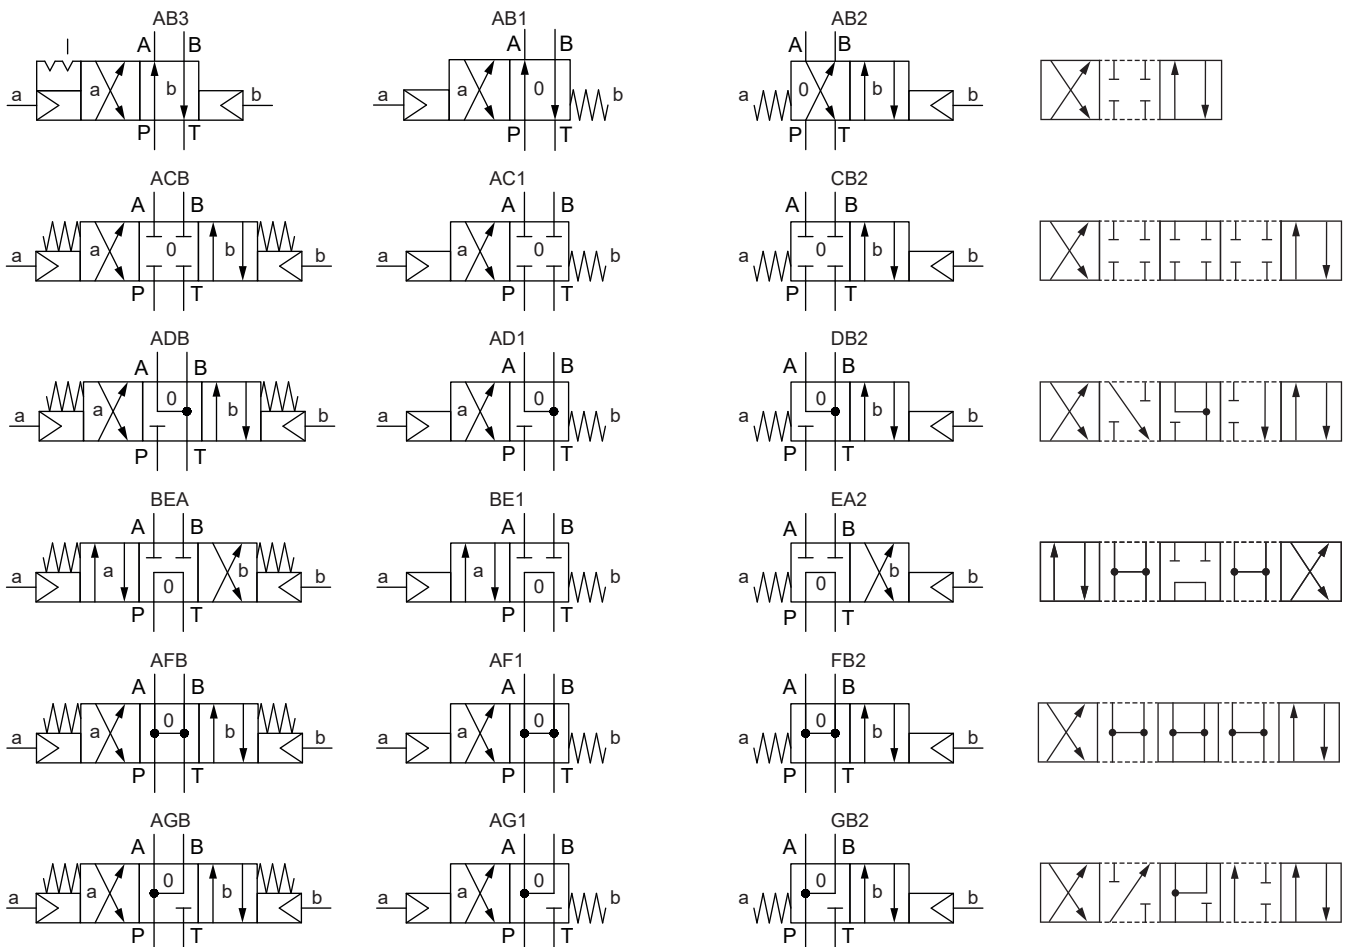 AB3 AB1 AB2
l A B A B A B
a a b b a 0 b a 0 b b
P T P T P T
ACB AC1 CB2
A B A B A B
a a 0 b b a a 0 b a 0 b b
P T P T P T
ADB AD1 DB2
A B A B A B
a a 0 b b a a 0 b a 0 b b
P T P T P T
BEA BE1 EA2
A B A B A B
a a 0 b b a a 0 b a 0 b b
P T P T P T
AFB AF1 FB2
A B A B A B
a a 0 b b a a 0 b a 0 b b
P T P T P T
AGB AG1 GB2
A B A B A B
a a 0 b b a a 0 b a 0 b b
P T P T P T